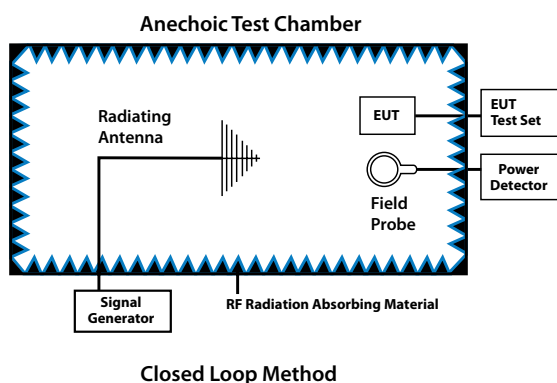 Anechoic Test Chamber
Radiating
Antenna
EUT
EUT
Test Set
Field
Probe
Power
Detector
Signal
Generator
RF Radiation Absorbing Material
Closed Loop Method